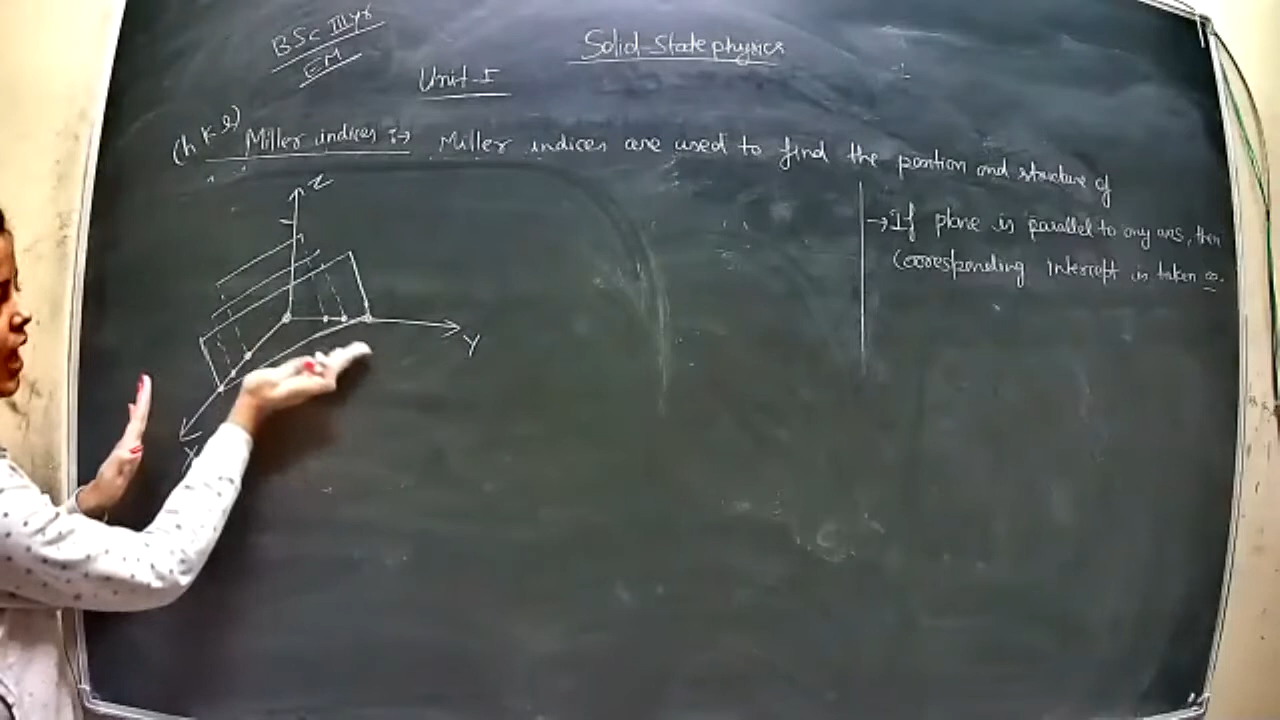 BSc IIIyr
EM
Solid-State physics
Unit-I
(h k l) Miller indices :→ Miller indices are used to find the position and structure of
→ If plane is parallel to any axis, then
corresponding intercept is taken ∞.
Z
Y
X